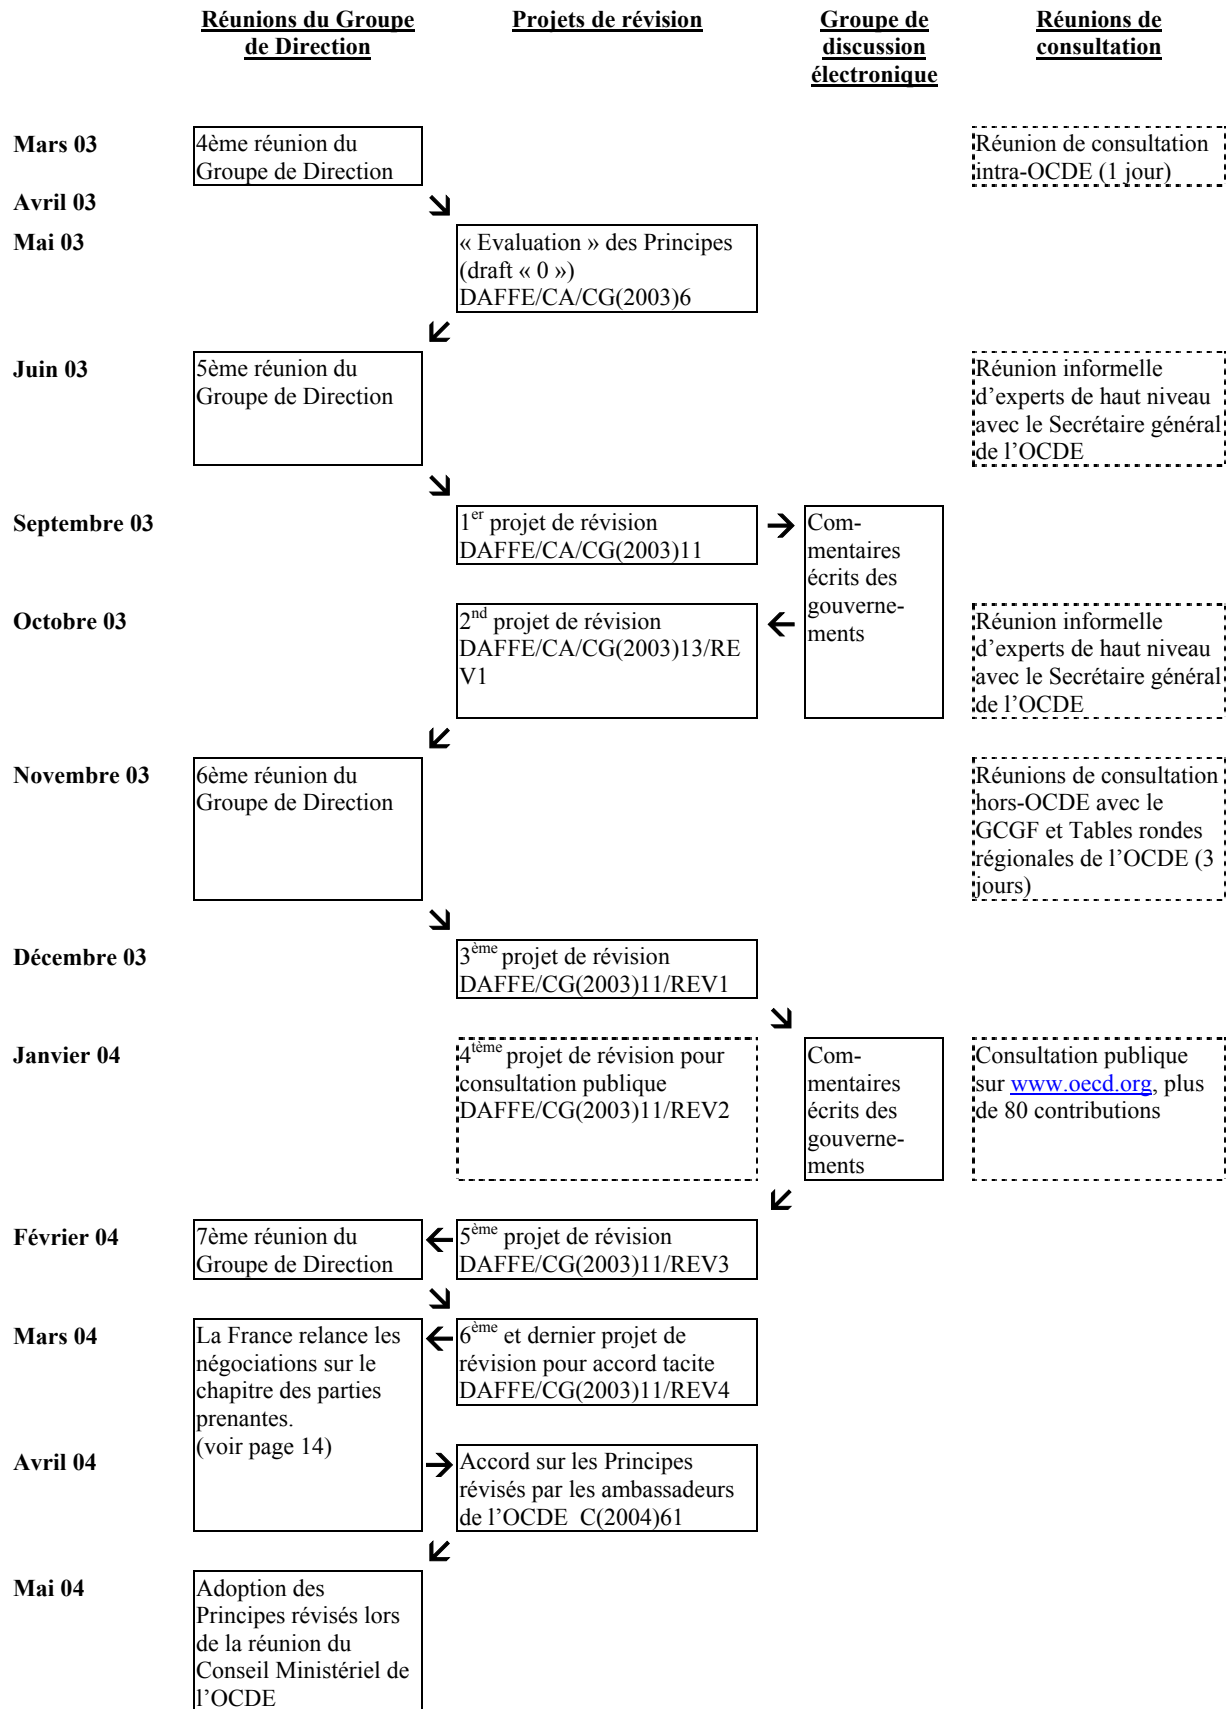 Réunions du Groupe
de Direction
Projets de révision
Groupe de
discussion
électronique
Réunions de
consultation
Mars 03
4ème réunion du
Groupe de Direction
Réunion de consultation
intra-OCDE (1 jour)
Avril 03
Mai 03
« Evaluation » des Principes
(draft « 0 »)
DAFFE/CA/CG(2003)6
Juin 03
5ème réunion du
Groupe de Direction
Réunion informelle
d'experts de haut niveau
avec le Secrétaire général
de l'OCDE
Septembre 03
1er projet de révision
DAFFE/CA/CG(2003)11
Com-
mentaires
écrits des
gouverne-
ments
Octobre 03
2nd projet de révision
DAFFE/CA/CG(2003)13/RE
V1
Réunion informelle
d'experts de haut niveau
avec le Secrétaire général
de l'OCDE
Novembre 03
6ème réunion du
Groupe de Direction
Réunions de consultation
hors-OCDE avec le
GCGF et Tables rondes
régionales de l'OCDE (3
jours)
Décembre 03
3ème projet de révision
DAFFE/CG(2003)11/REV1
Janvier 04
4tème projet de révision pour
consultation publique
DAFFE/CG(2003)11/REV2
Com-
mentaires
écrits des
gouverne-
ments
Consultation publique
sur www.oecd.org, plus
de 80 contributions
Février 04
7ème réunion du
Groupe de Direction
5ème projet de révision
DAFFE/CG(2003)11/REV3
Mars 04
La France relance les
négociations sur le
chapitre des parties
prenantes.
(voir page 14)
6ème et dernier projet de
révision pour accord tacite
DAFFE/CG(2003)11/REV4
Avril 04
Accord sur les Principes
révisés par les ambassadeurs
de l'OCDE C(2004)61
Mai 04
Adoption des
Principes révisés lors
de la réunion du
Conseil Ministériel de
l'OCDE